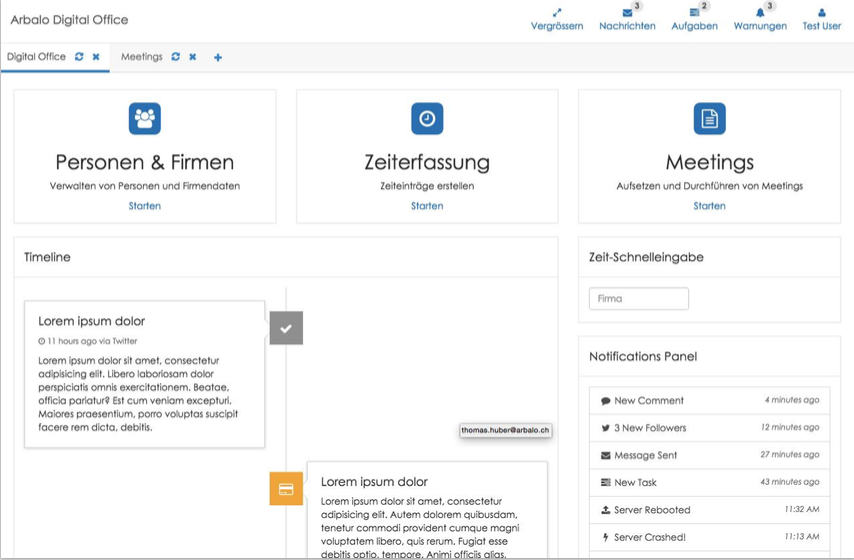 Arbalo Digital Office
3
2
3
Vergrössern
Nachrichten
Aufgaben
Warnungen
Test User
Digital Office
Meetings
Personen & Firmen
Verwalten von Personen und Firmendaten
Starten
Zeiterfassung
Zeiteinträge erstellen
Starten
Meetings
Aufsetzen und Durchführen von Meetings
Starten
Timeline
Lorem ipsum dolor
11 hours ago via Twitter
Lorem ipsum dolor sit amet, consectetur
adipisicing elit. Libero laboriosam dolor
perspiciatis omnis exercitationem. Beatae,
officia pariatur? Est cum veniam excepturi.
Maiores praesentium, porro voluptas suscipit
facere rem dicta, debitis.
thomas.huber@arbalo.ch
Lorem ipsum dolor
Lorem ipsum dolor sit amet, consectetur
adipisicing elit. Autem dolorem quibusdam,
tenetur commodi provident cumque magni
voluptatem libero, quis rerum. Fugiat esse
debitis optio, tempore. Animi officiis alias,
Zeit-Schnelleingabe
Firma
Notifications Panel
New Comment 4 minutes ago
3 New Followers 12 minutes ago
Message Sent 27 minutes ago
New Task 43 minutes ago
Server Rebooted 11:32 AM
Server Crashed! 11:13 AM